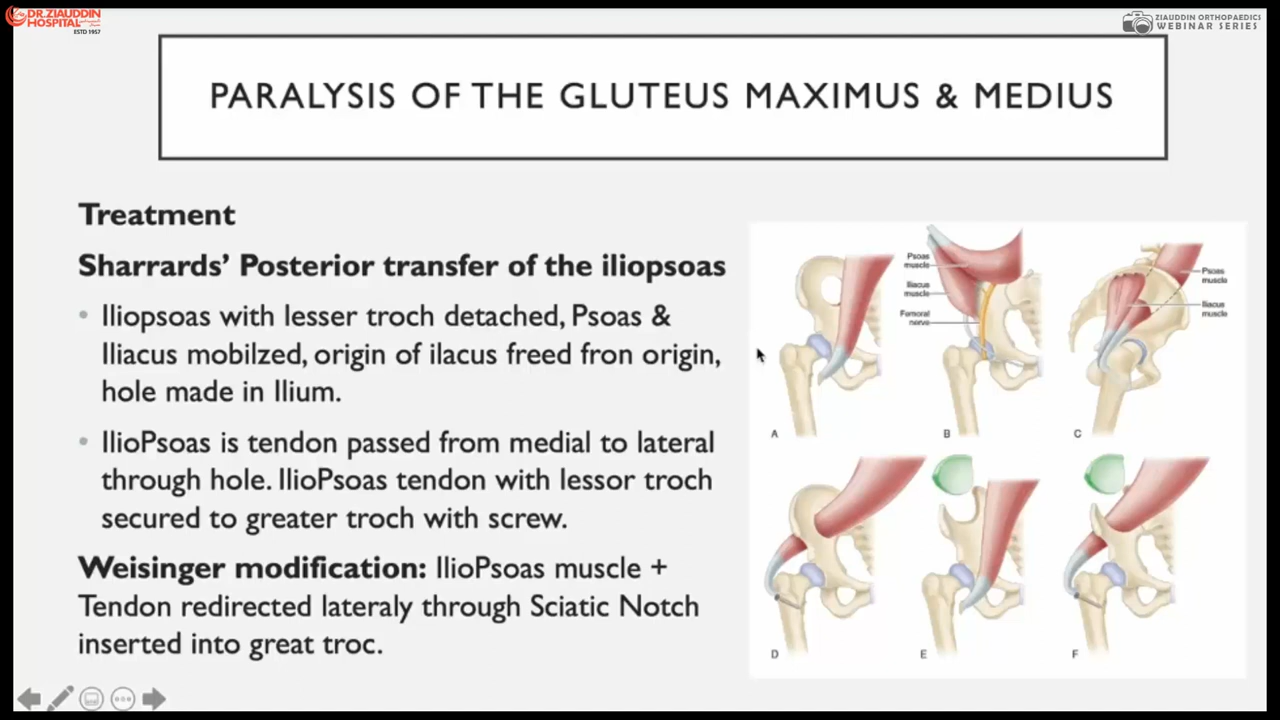 DR.ZIAUDDIN
HOSPITAL
ESTD 1957
ZIAUDDIN ORTHOPAEDICS
WEBINAR SERIES
PARALYSIS OF THE GLUTEUS MAXIMUS & MEDIUS
Treatment
Sharrards' Posterior transfer of the iliopsoas
• Iliopsoas with lesser troch detached, Psoas &
Iliacus mobilzed, origin of ilacus freed fron origin,
hole made in Ilium.
• IlioPsoas is tendon passed from medial to lateral
through hole. IlioPsoas tendon with lessor troch
secured to greater troch with screw.
Weisinger modification: IlioPsoas muscle +
Tendon redirected lateraly through Sciatic Notch
inserted into great troc.
Psoas
muscle
Iliacus
muscle
Femoral
nerve
Psoas
muscle
Iliacus
muscle
A
B
C
D
E
F